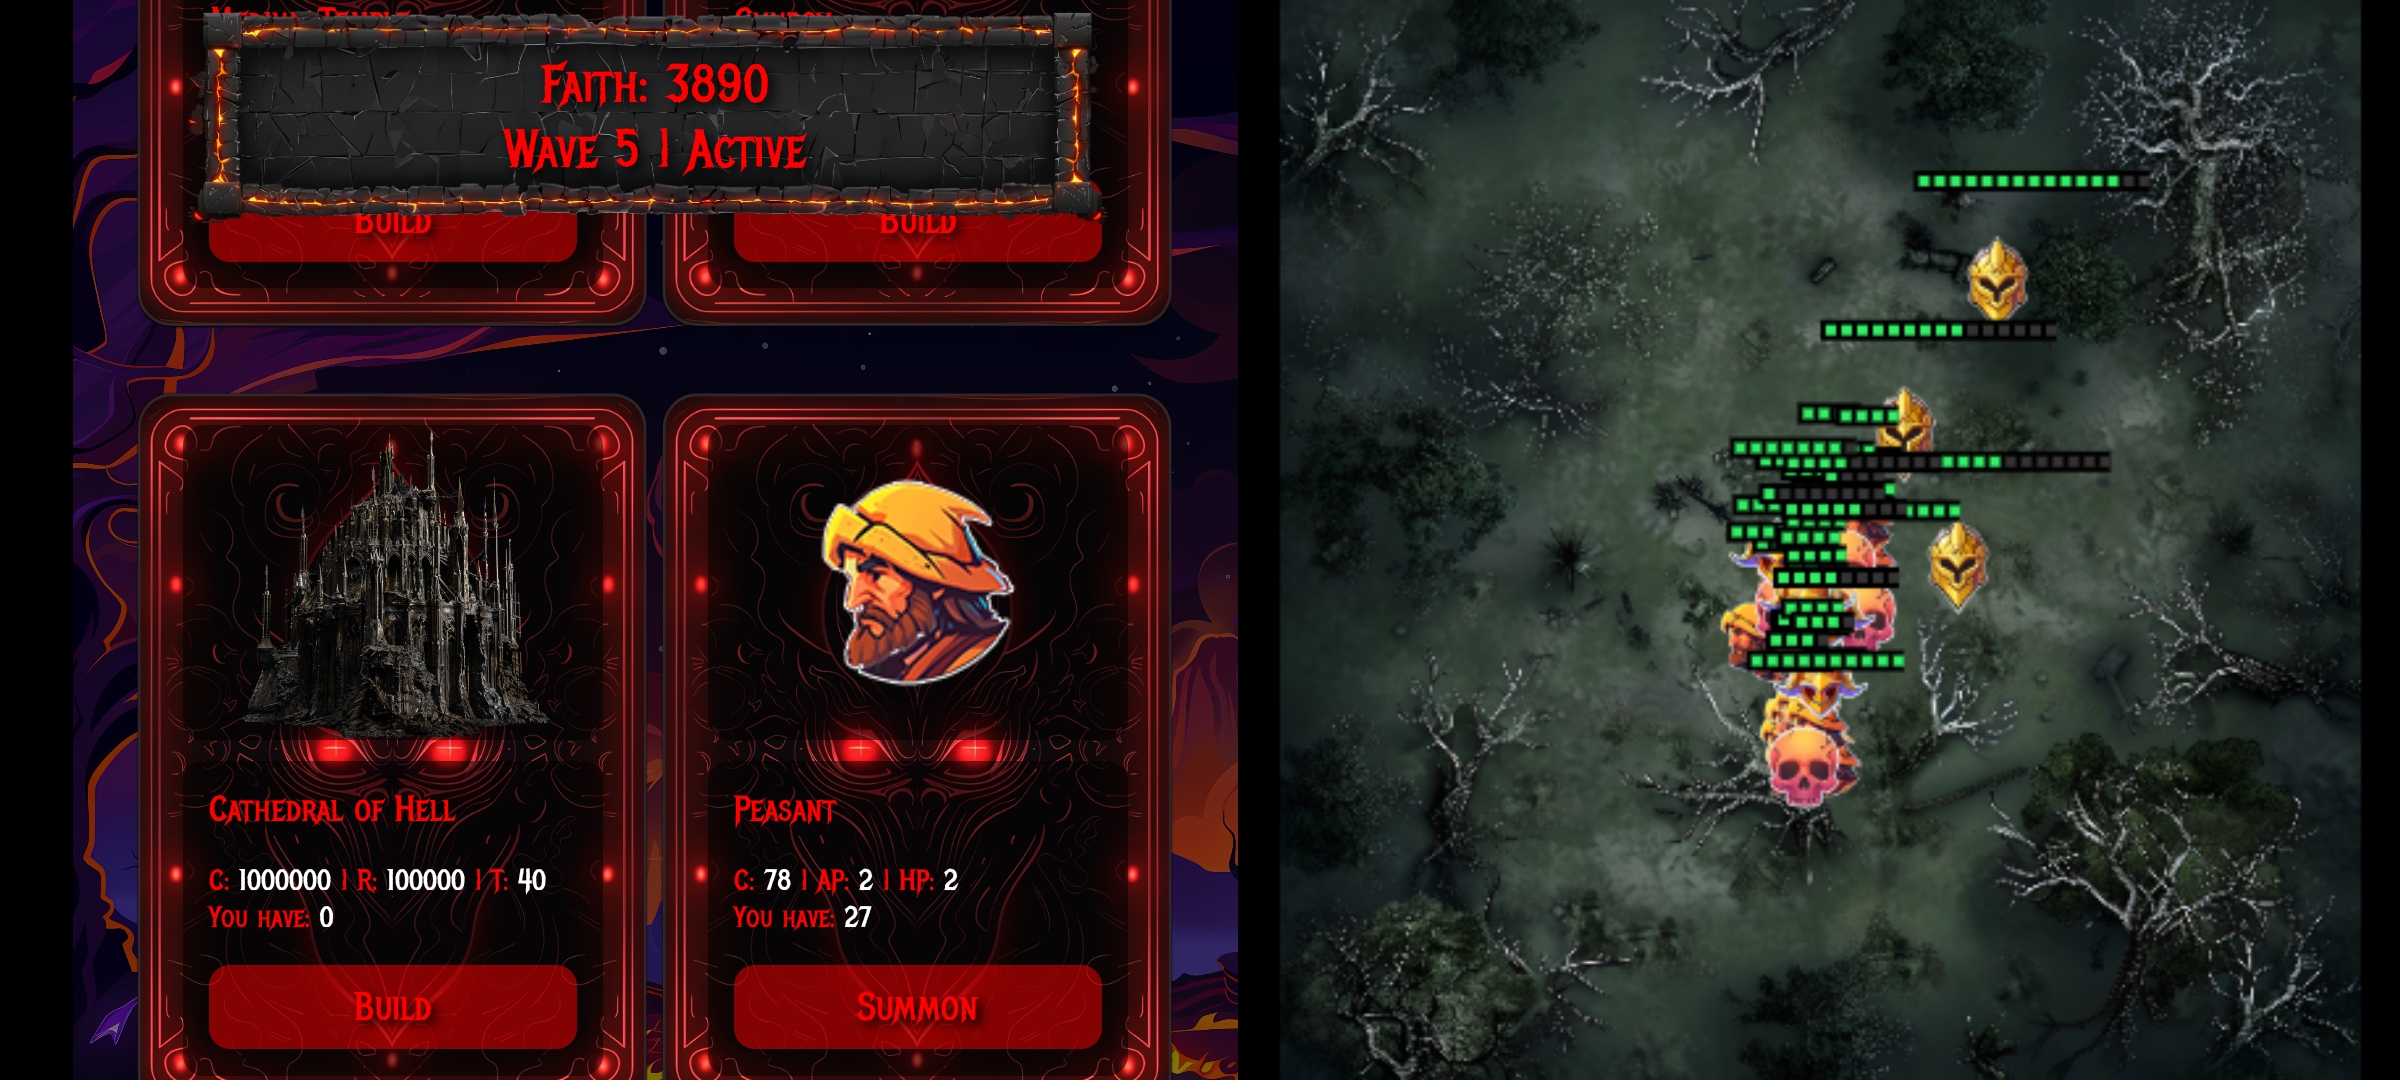 Faith: 3890
Wave 5 | Active
Build
Build
Cathedral of Hell
C: 1000000 | R: 100000 | T: 40
You have: 0
Build
Peasant
C: 78 | AP: 2 | HP: 2
You have: 27
Summon